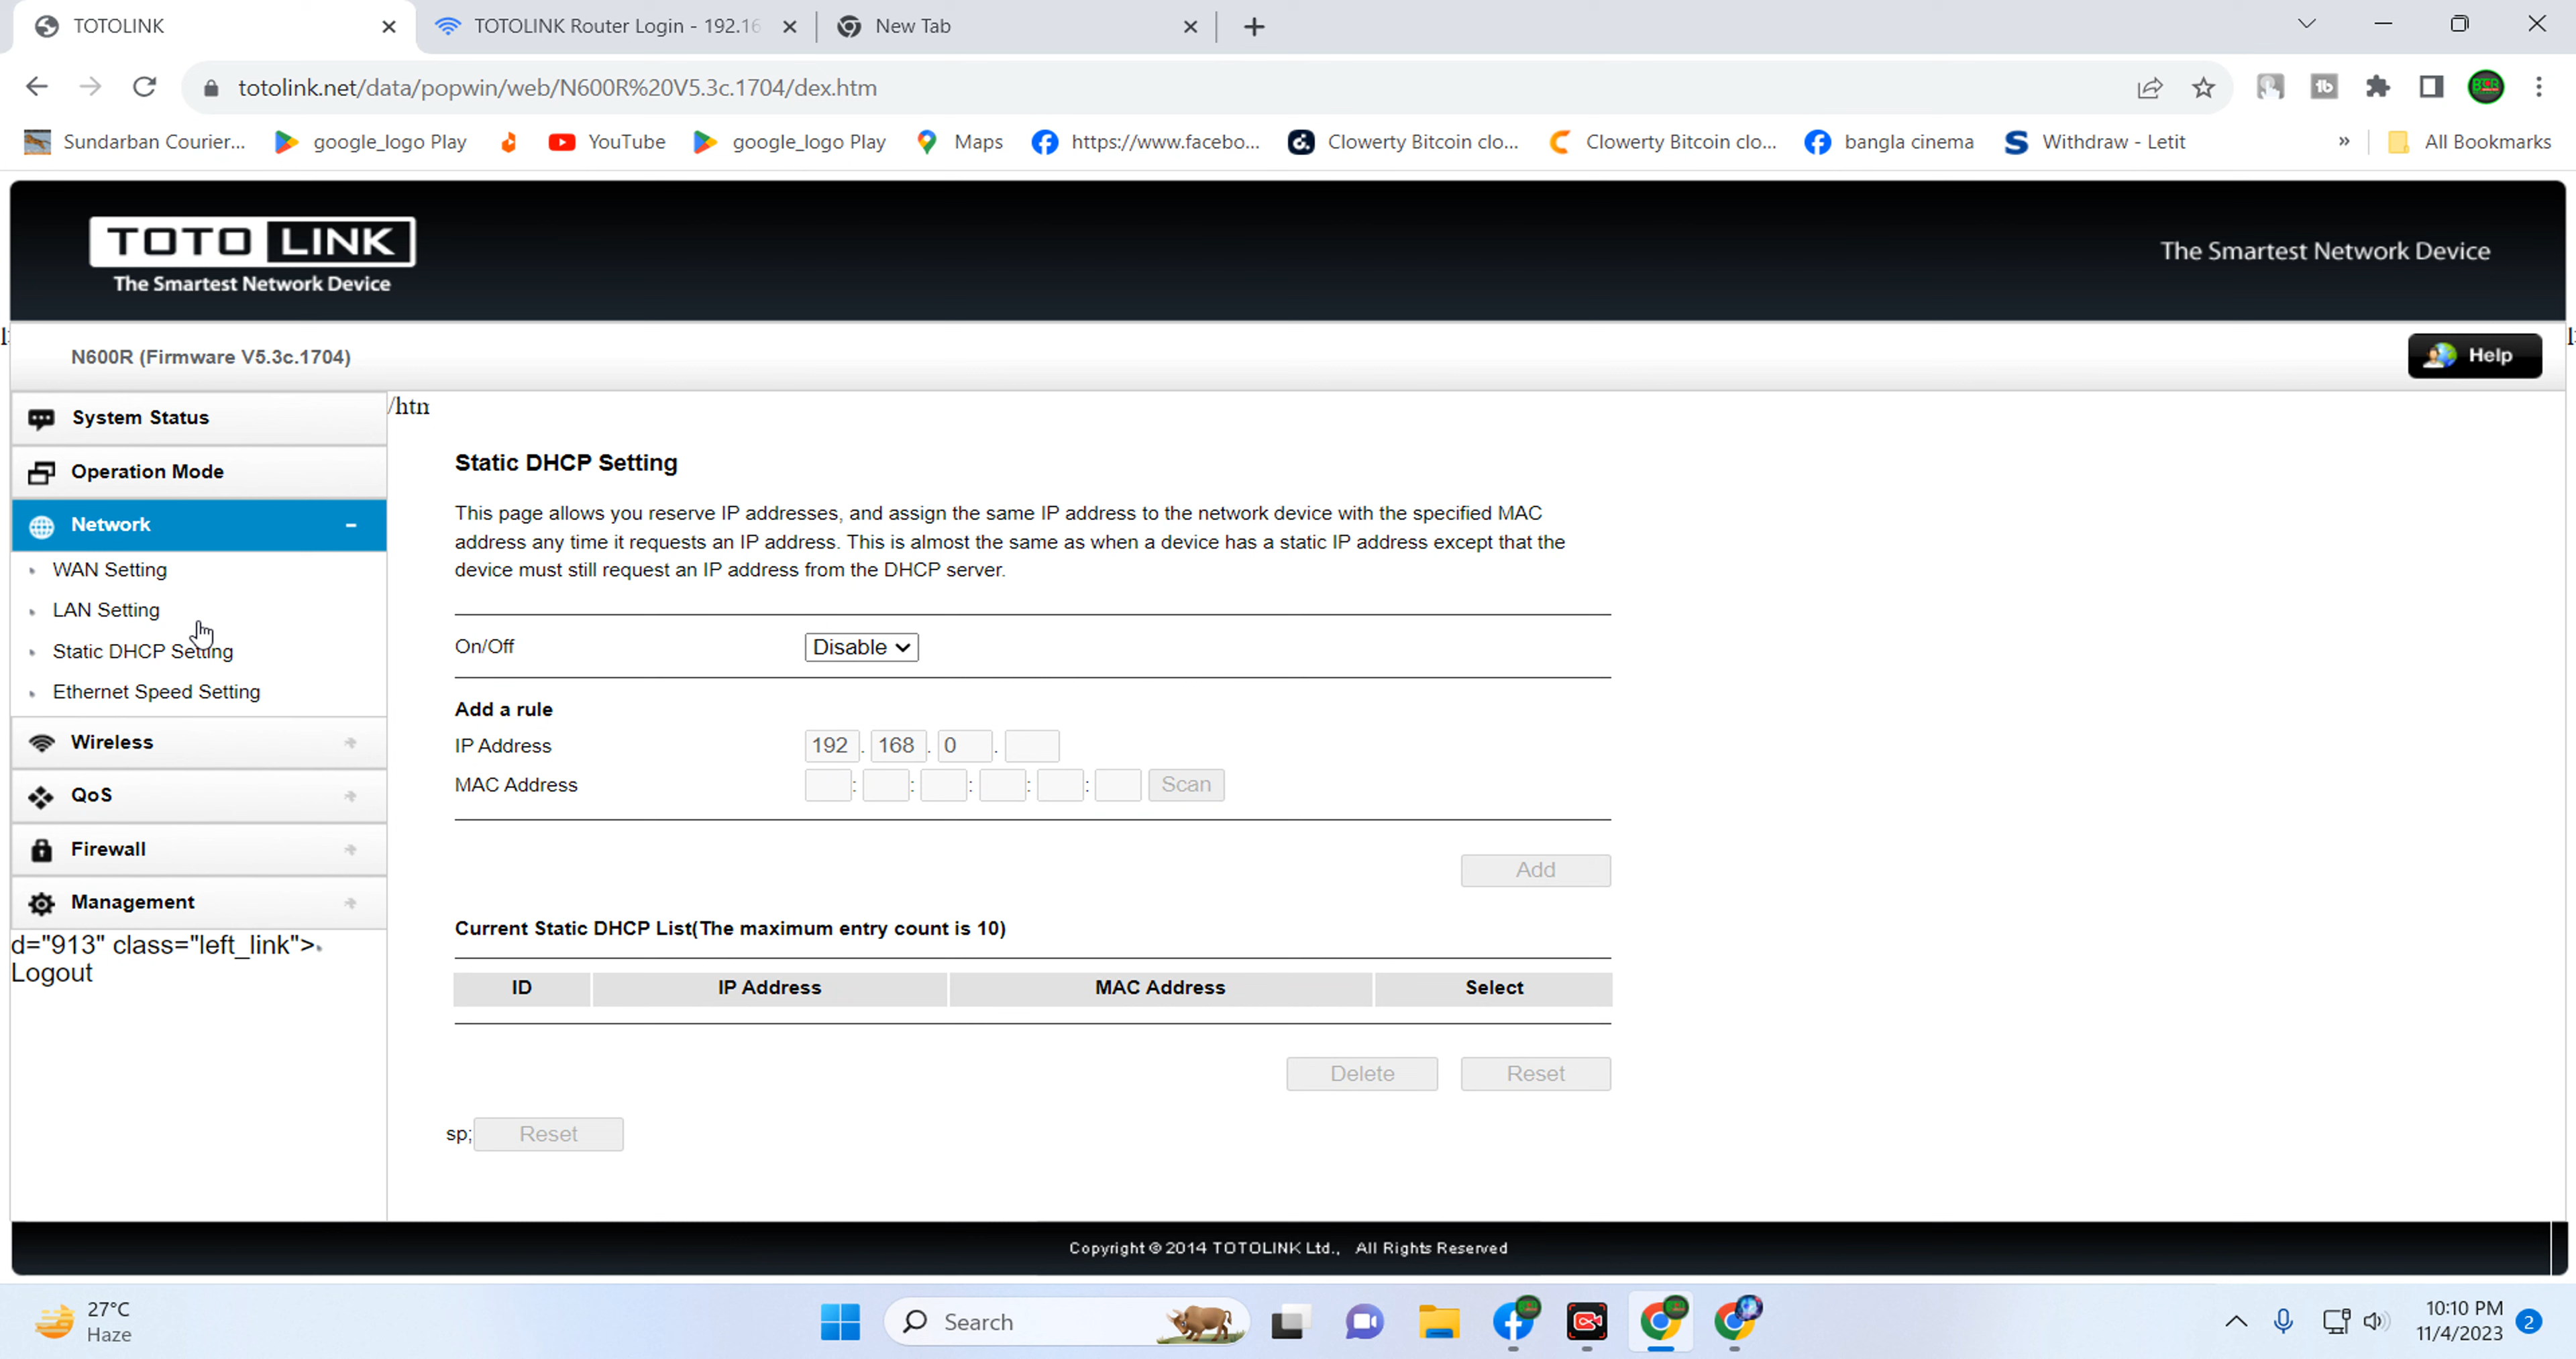 TOTOLINK
TOTOLINK Router Login - 192.16
New Tab
totolink.net/data/popwin/web/N600R%20V5.3c.1704/dex.htm
Sundarban Courier...
google_logo Play
YouTube
google_logo Play
Maps
https://www.facebo...
Clowerty Bitcoin clo...
Clowerty Bitcoin clo...
bangla cinema
Withdraw - Letit
»
All Bookmarks
TOTO LINK
The Smartest Network Device
The Smartest Network Device
N600R (Firmware V5.3c.1704)
Help
System Status
Operation Mode
Network
WAN Setting
LAN Setting
Static DHCP Setting
Ethernet Speed Setting
Wireless
QoS
Firewall
Management
d="913" class="left_link">
Logout
/htn
Static DHCP Setting
This page allows you reserve IP addresses, and assign the same IP address to the network device with the specified MAC
address any time it requests an IP address. This is almost the same as when a device has a static IP address except that the
device must still request an IP address from the DHCP server.
On/Off
Disable
Add a rule
IP Address
192 . 168 . 0 .
MAC Address
: : : : :
Scan
Add
Current Static DHCP List(The maximum entry count is 10)
ID IP Address MAC Address Select
Delete Reset
sp; Reset
Copyright © 2014 TOTOLINK Ltd., All Rights Reserved
27°C
Haze
Search
10:10 PM
11/4/2023
2